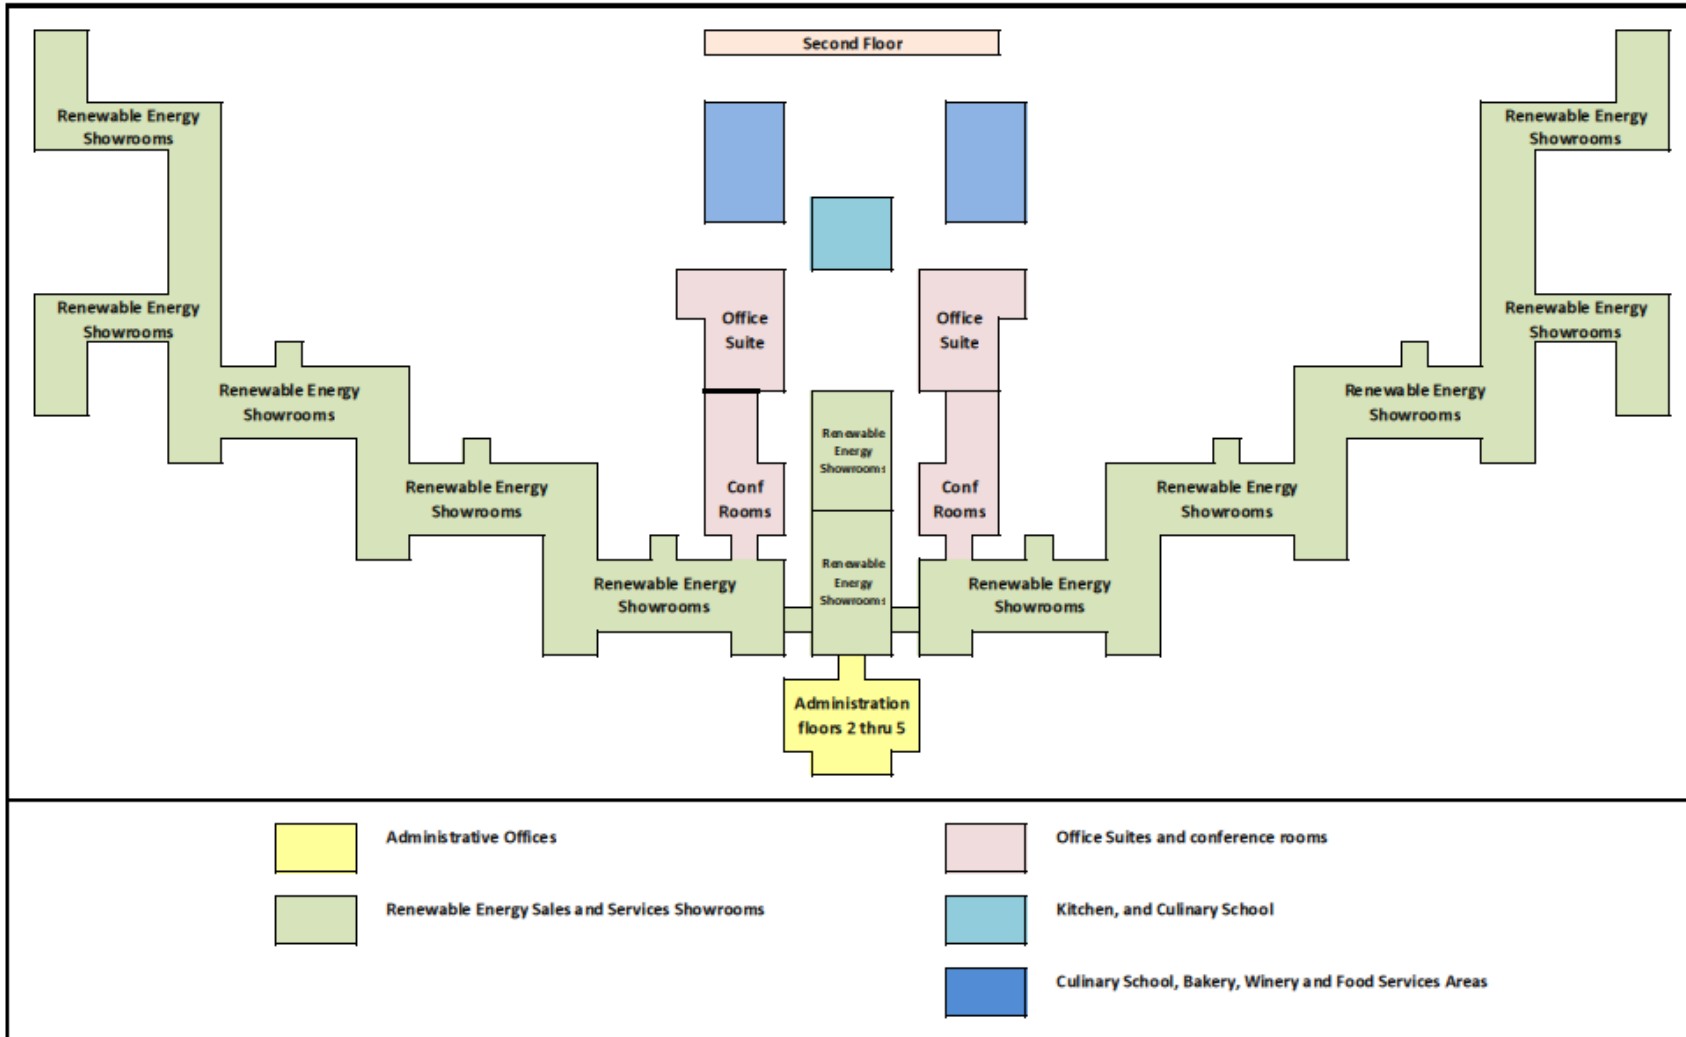 Second Floor
Renewable Energy
Showrooms
Renewable Energy
Showrooms
Renewable Energy
Showrooms
Renewable Energy
Showrooms
Office
Suite
Office
Suite
Renewable Energy
Showrooms
Renewable Energy
Showrooms
Renewable
Energy
Showrooms
Renewable Energy
Showrooms
Conf
Rooms
Conf
Rooms
Renewable Energy
Showrooms
Renewable Energy
Showrooms
Renewable
Energy
Showrooms
Renewable Energy
Showrooms
Administration
floors 2 thru 5
Administrative Offices
Office Suites and conference rooms
Renewable Energy Sales and Services Showrooms
Kitchen, and Culinary School
Culinary School, Bakery, Winery and Food Services Areas